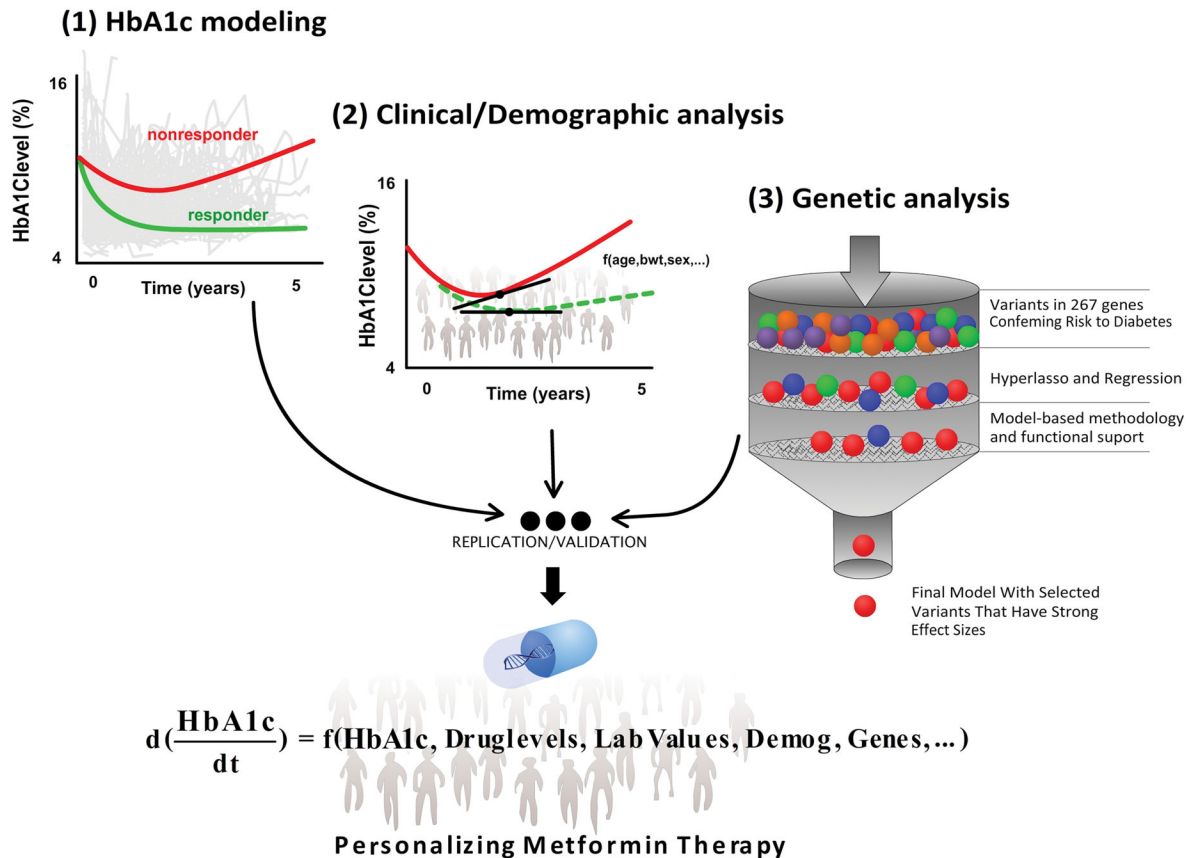 (1) HbA1c modeling
16
HbA1Clevel (%)
nonresponder
responder
4
0
5
Time (years)
(2) Clinical/Demographic analysis
16
HbA1Clevel (%)
f(age,bwt,sex,...)
4
0
5
Time (years)
(3) Genetic analysis
Variants in 267 genes
Confeming Risk to Diabetes
Hyperlasso and Regression
Model-based methodology
and functional suport
Final Model With Selected
Variants That Have Strong
Effect Sizes
REPLICATION/VALIDATION
d(HbA1c/dt) = f(HbA1c, Druglevels, Lab Values, Demog, Genes, ...)
Personalizing Metformin Therapy